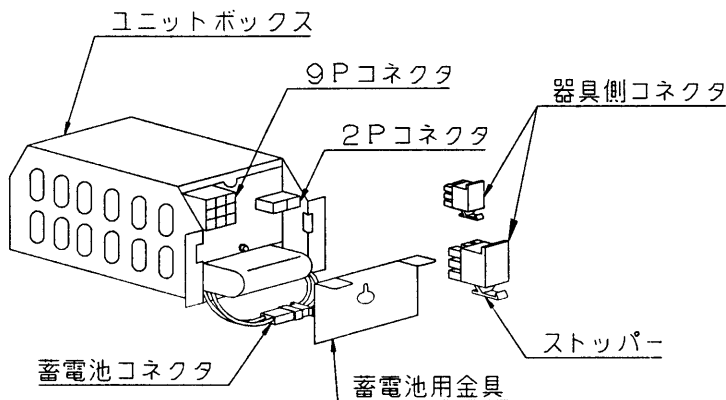 ユニットボックス
9Pコネクタ
器具側コネクタ
2Pコネクタ
ストッパー
蓄電池コネクタ
蓄電池用金具